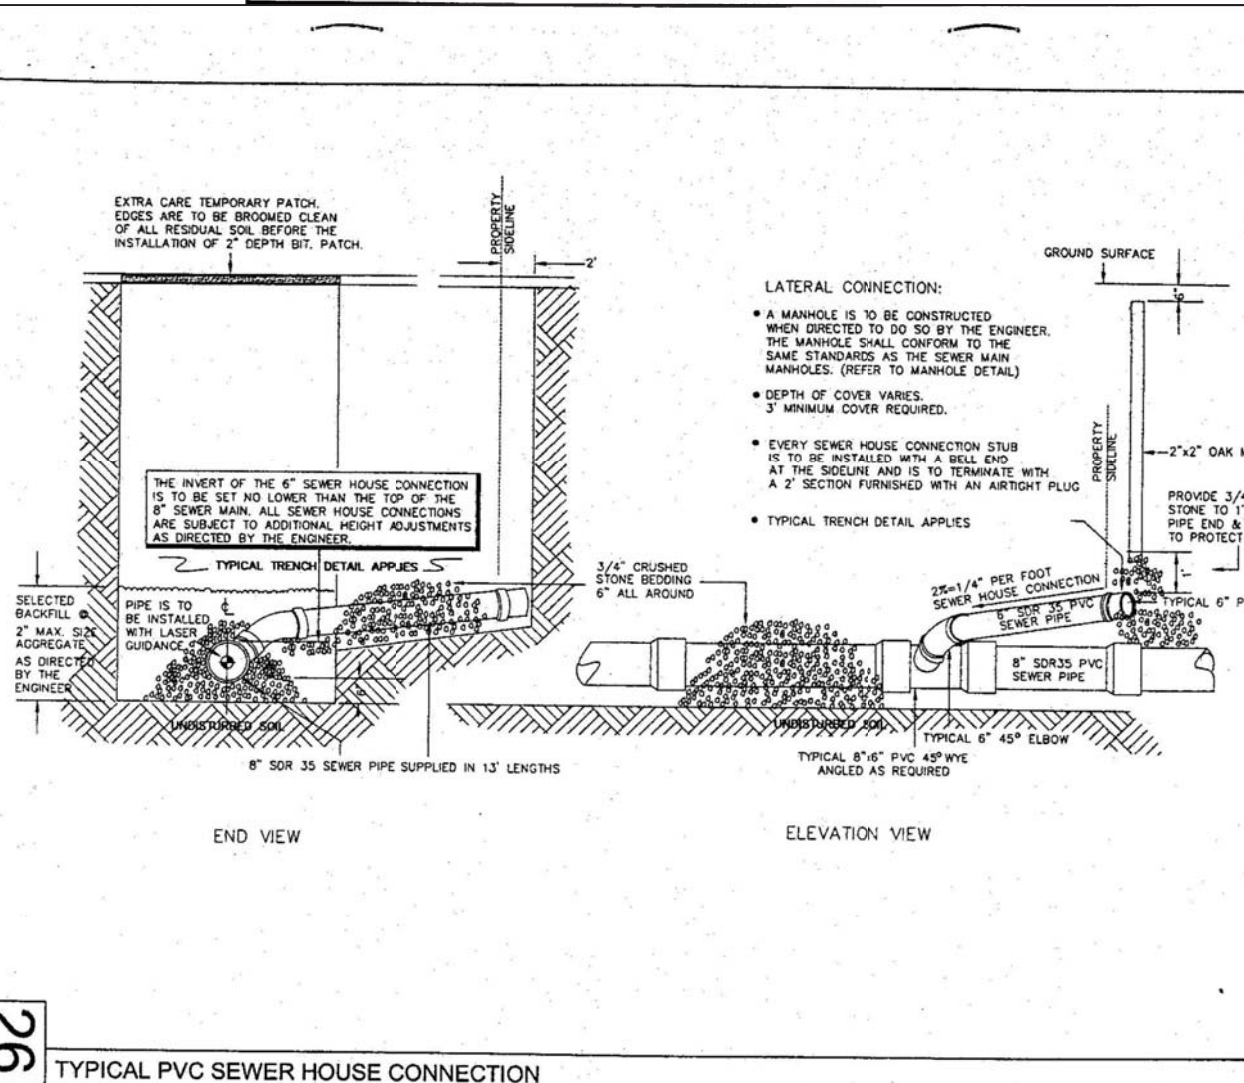 EXTRA CARE TEMPORARY PATCH.
EDGES ARE TO BE BROOMED CLEAN
OF ALL RESIDUAL SOIL BEFORE THE
INSTALLATION OF 2" DEPTH BIT. PATCH.
PROPERTY
SIDELINE
2'
THE INVERT OF THE 6" SEWER HOUSE CONNECTION
IS TO BE SET NO LOWER THAN THE TOP OF THE
8" SEWER MAIN. ALL SEWER HOUSE CONNECTIONS
ARE SUBJECT TO ADDITIONAL HEIGHT ADJUSTMENTS
AS DIRECTED BY THE ENGINEER.
TYPICAL TRENCH DETAIL APPLIES
SELECTED
BACKFILL
2" MAX. SIZE
AGGREGATE
AS DIRECTED
BY THE
ENGINEER
PIPE IS TO
BE INSTALLED
WITH LASER
GUIDANCE
℄
6"
UNDISTURBED SOIL
8" SDR 35 SEWER PIPE SUPPLIED IN 13' LENGTHS
END VIEW
3/4" CRUSHED
STONE BEDDING
6" ALL AROUND
LATERAL CONNECTION:
• A MANHOLE IS TO BE CONSTRUCTED
WHEN DIRECTED TO DO SO BY THE ENGINEER.
THE MANHOLE SHALL CONFORM TO THE
SAME STANDARDS AS THE SEWER MAIN
MANHOLES. (REFER TO MANHOLE DETAIL)
• DEPTH OF COVER VARIES.
3' MINIMUM COVER REQUIRED.
• EVERY SEWER HOUSE CONNECTION STUB
IS TO BE INSTALLED WITH A BELL END
AT THE SIDELINE AND IS TO TERMINATE WITH
A 2' SECTION FURNISHED WITH AN AIRTIGHT PLUG
• TYPICAL TRENCH DETAIL APPLIES
GROUND SURFACE
6"
PROPERTY
SIDELINE
2"x2" OAK
PROVIDE 3/4
STONE TO 1'
PIPE END &
TO PROTECT
1'
2%=1/4" PER FOOT
SEWER HOUSE CONNECTION
6" SDR 35 PVC
SEWER PIPE
TYPICAL 6" P
8" SDR35 PVC
SEWER PIPE
UNDISTURBED SOIL
TYPICAL 6" 45° ELBOW
TYPICAL 8"x6" PVC 45° WYE
ANGLED AS REQUIRED
ELEVATION VIEW
26
TYPICAL PVC SEWER HOUSE CONNECTION